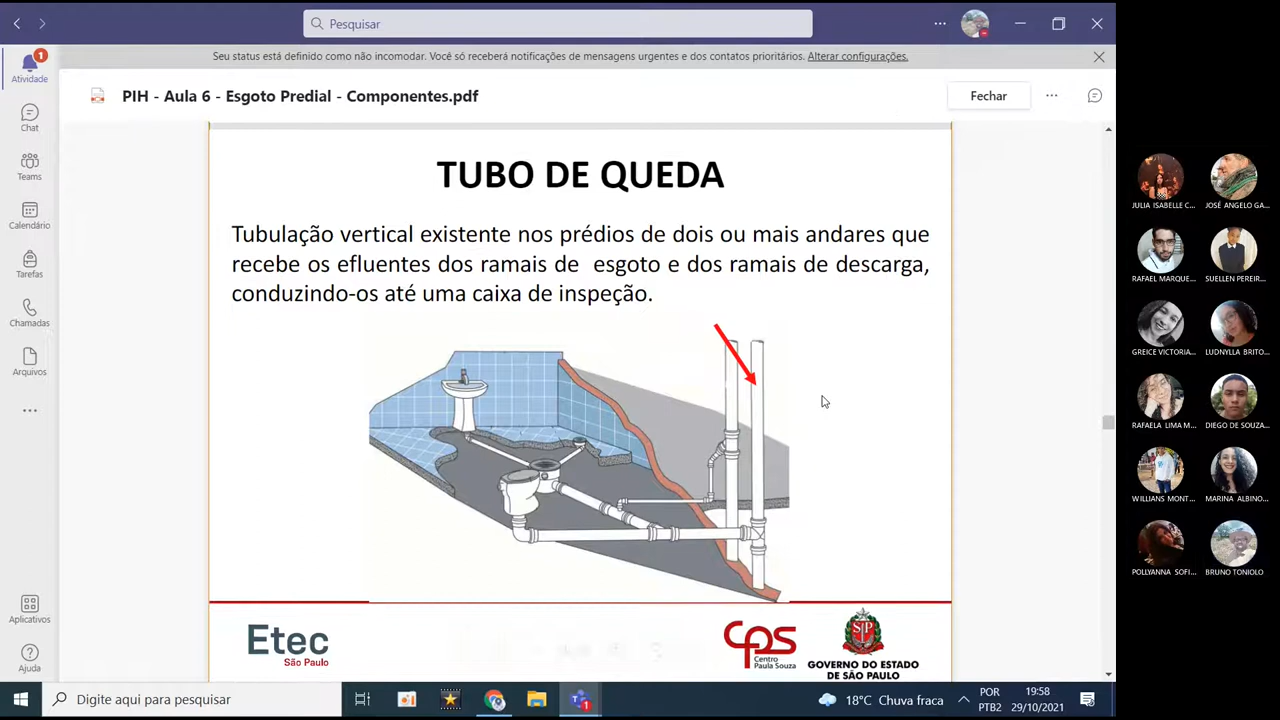 Pesquisar
Seu status está definido como não incomodar. Você só receberá notificações de mensagens urgentes e dos contatos prioritários. Alterar configurações.
1
Atividade
Chat
Teams
Calendário
Tarefas
Chamadas
Arquivos
Aplicativos
Ajuda
PIH - Aula 6 - Esgoto Predial - Componentes.pdf
Fechar
TUBO DE QUEDA
Tubulação vertical existente nos prédios de dois ou mais andares que
recebe os efluentes dos ramais de esgoto e dos ramais de descarga,
conduzindo-os até uma caixa de inspeção.
Etec
São Paulo
CPS
Centro
Paula Souza
SP
GOVERNO DO ESTADO
DE SÃO PAULO
JULIA ISABELLE C...
JOSÉ ANGELO GA...
RAFAEL MARQUE...
SUELLEN PEREIR...
GREICE VICTORIA...
LUDNYLLA BRITO...
RAFAELA LIMA M...
DIEGO DE SOUZA...
WILLIANS MONT...
MARINA ALBINO...
POLLYANNA SOFI...
BRUNO TONIOLO
Digite aqui para pesquisar
1
18°C Chuva fraca
POR
PTB2
19:58
29/10/2021